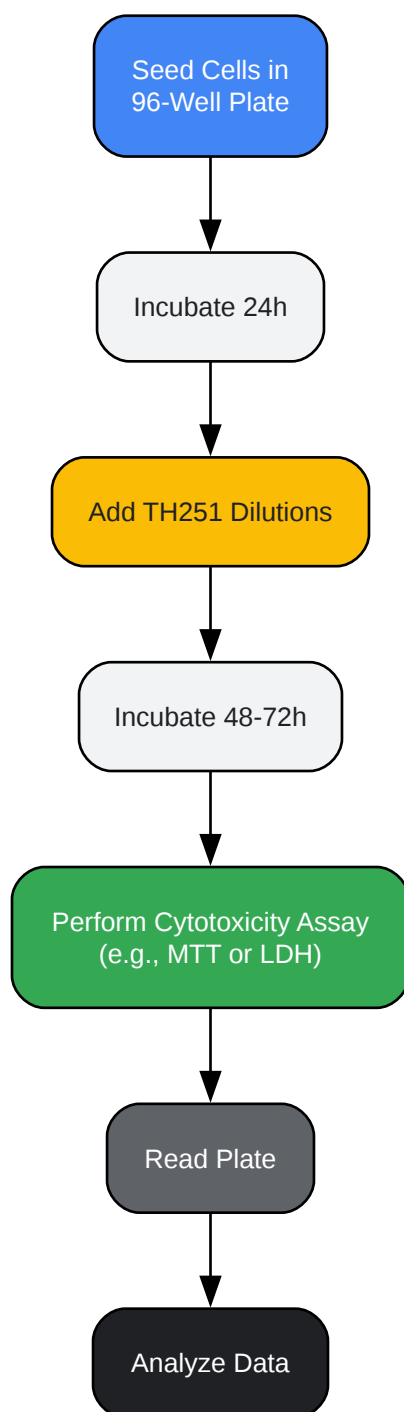 Seed Cells in
96-Well Plate
Incubate 24h
Add TH251 Dilutions
Incubate 48-72h
Perform Cytotoxicity Assay
(e.g., MTT or LDH)
Read Plate
Analyze Data